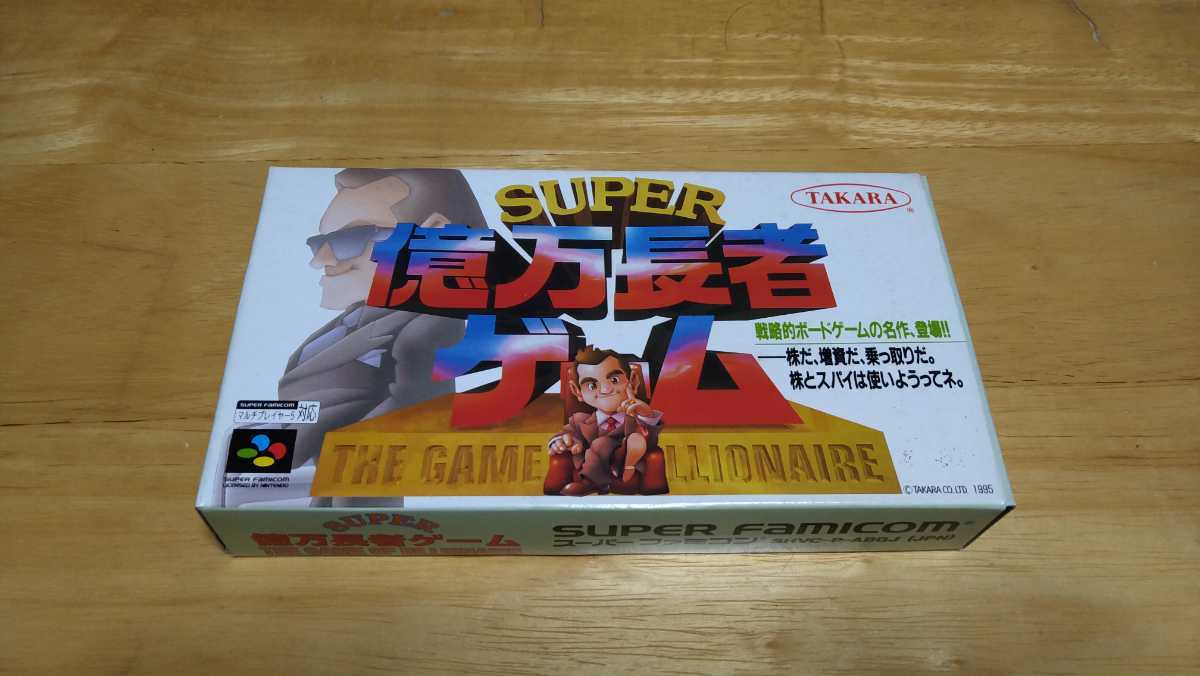 SUPER
億万長者
ゲーム
THE GAME LLIONAIRE
TAKARA
®
戦略的ボードゲームの名作、登場!!
――株だ、増資だ、乗っ取りだ。
株とスパイは使いようってネ。
SUPER FAMICOM
マルチプレイヤー5 対応
SUPER FAMICOM
LICENSED BY NINTENDO
©TAKARA CO., LTD. 1995
SUPER
億万長者ゲーム
SUPER FAMICOM®
スーパーファミコン® SHVC-P-ABGJ (JPN)